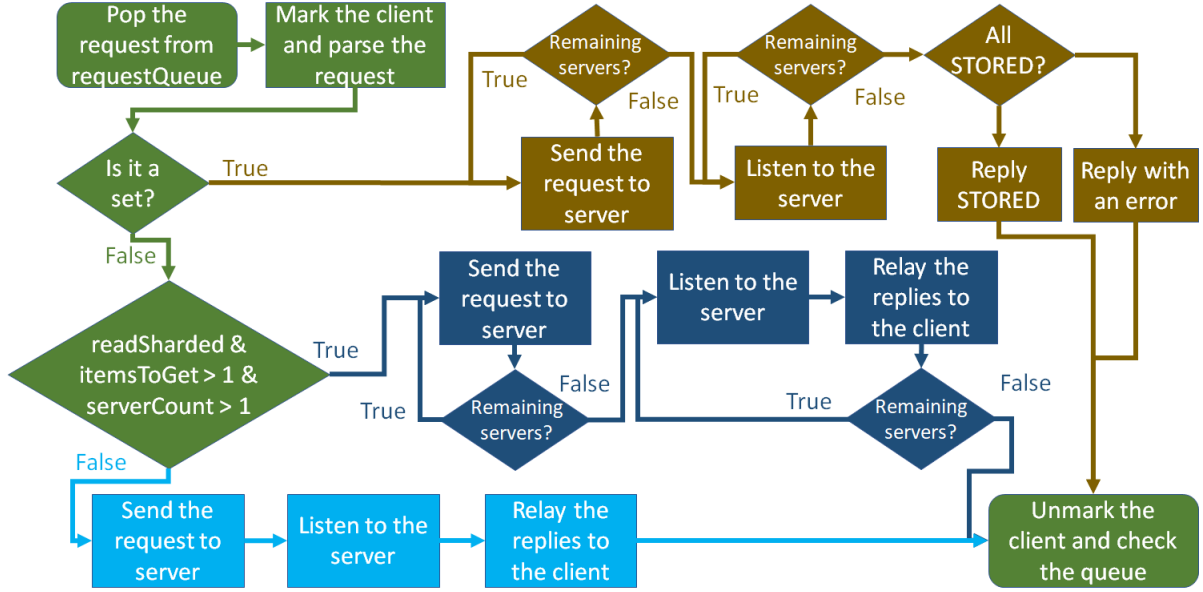 Pop the
request from
requestQueue
Mark the client
and parse the
request
Remaining
servers?
True
False
Remaining
servers?
True
False
All
STORED?
Is it a
set?
True
Send the
request to
server
Listen to the
server
Reply
STORED
Reply with
an error
False
readSharded &
itemsToGet > 1 &
serverCount > 1
True
Send the
request to
server
True
Remaining
servers?
False
Listen to the
server
Relay the
replies to
the client
True
Remaining
servers?
False
False
Send the
request to
server
Listen to the
server
Relay the
replies to
the client
Unmark the
client and check
the queue